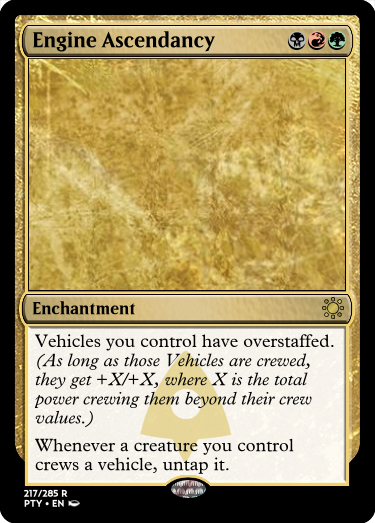 Engine Ascendancy
Enchantment
Vehicles you control have overstaffed.
(As long as those Vehicles are crewed,
they get +X/+X, where X is the total
power crewing them beyond their crew
values.)
Whenever a creature you control
crews a vehicle, untap it.
217/285 R
PTY • EN